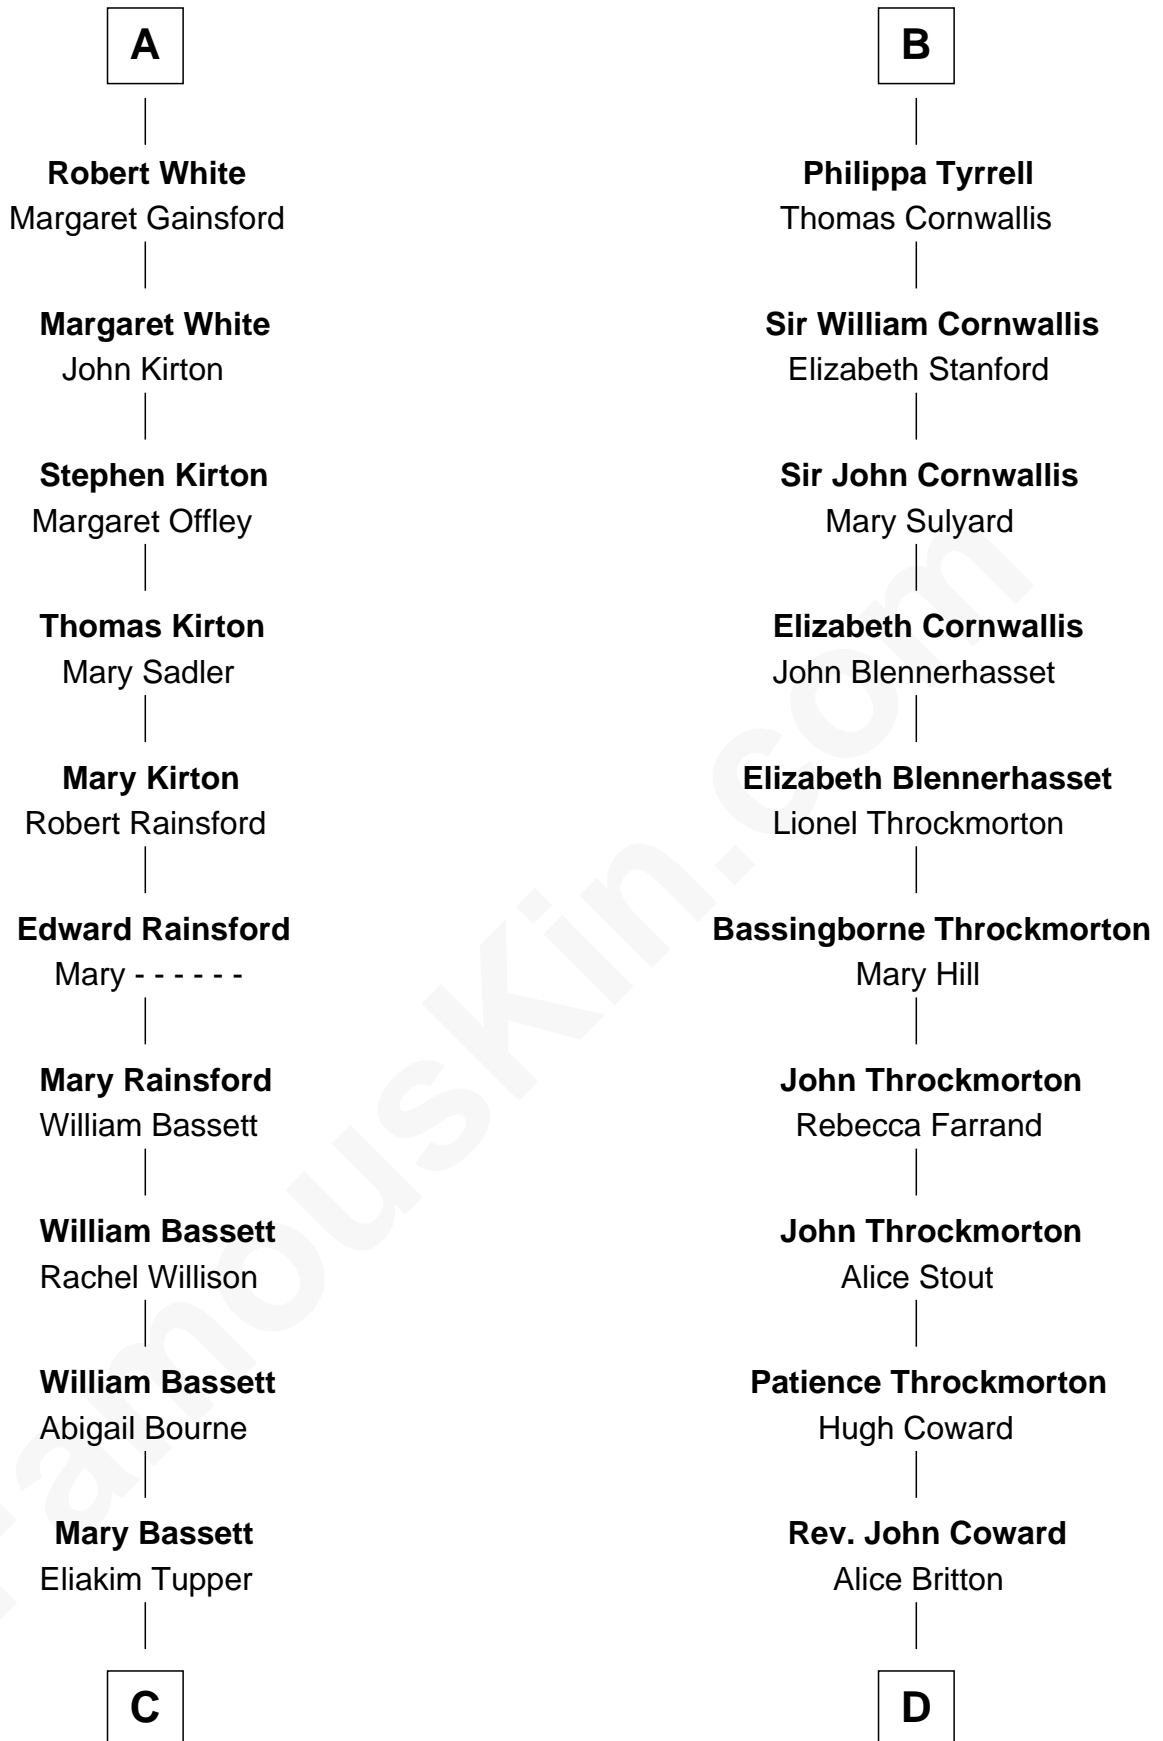 A
Robert White
Margaret Gainsford
Margaret White
John Kirton
Stephen Kirton
Margaret Offley
Thomas Kirton
Mary Sadler
Mary Kirton
Robert Rainsford
Edward Rainsford
Mary - - - - - -
Mary Rainsford
William Bassett
William Bassett
Rachel Willison
William Bassett
Abigail Bourne
Mary Bassett
Eliakim Tupper
C
B
Philippa Tyrrell
Thomas Cornwallis
Sir William Cornwallis
Elizabeth Stanford
Sir John Cornwallis
Mary Sulyard
Elizabeth Cornwallis
John Blennerhasset
Elizabeth Blennerhasset
Lionel Throckmorton
Bassingborne Throckmorton
Mary Hill
John Throckmorton
Rebecca Farrand
John Throckmorton
Alice Stout
Patience Throckmorton
Hugh Coward
Rev. John Coward
Alice Britton
D
FamousKin.com